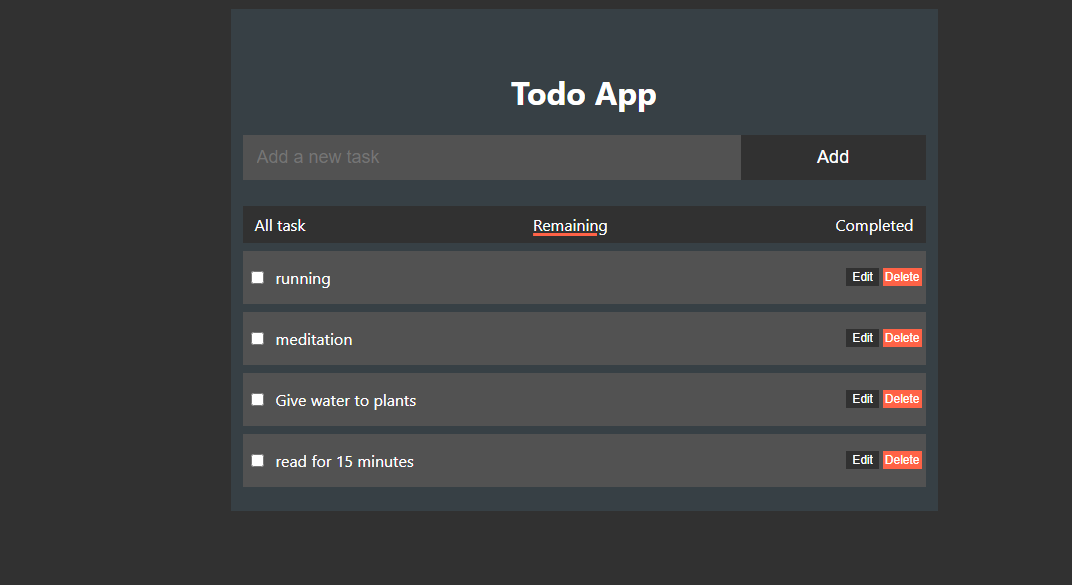 Todo App
Add a new task Add
All task Remaining Completed
running Edit Delete
meditation Edit Delete
Give water to plants Edit Delete
read for 15 minutes Edit Delete